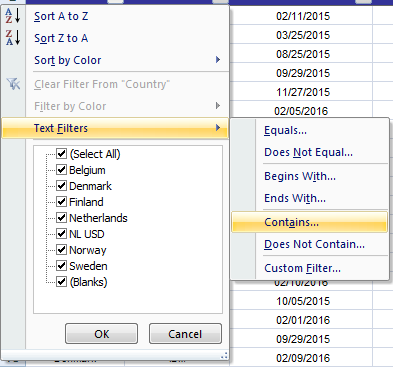 Sort A to Z
Sort Z to A
Sort by Color
Clear Filter From "Country"
Filter by Color
Text Filters
(Select All)
Belgium
Denmark
Finland
Netherlands
NL USD
Norway
Sweden
(Blanks)
OK
Cancel
Equals...
Does Not Equal...
Begins With...
Ends With...
Contains...
Does Not Contain...
Custom Filter...
02/11/2015
03/25/2015
08/25/2015
09/29/2015
11/27/2015
02/05/2016
02/10/2016
10/05/2015
02/01/2016
09/29/2015
02/09/2016